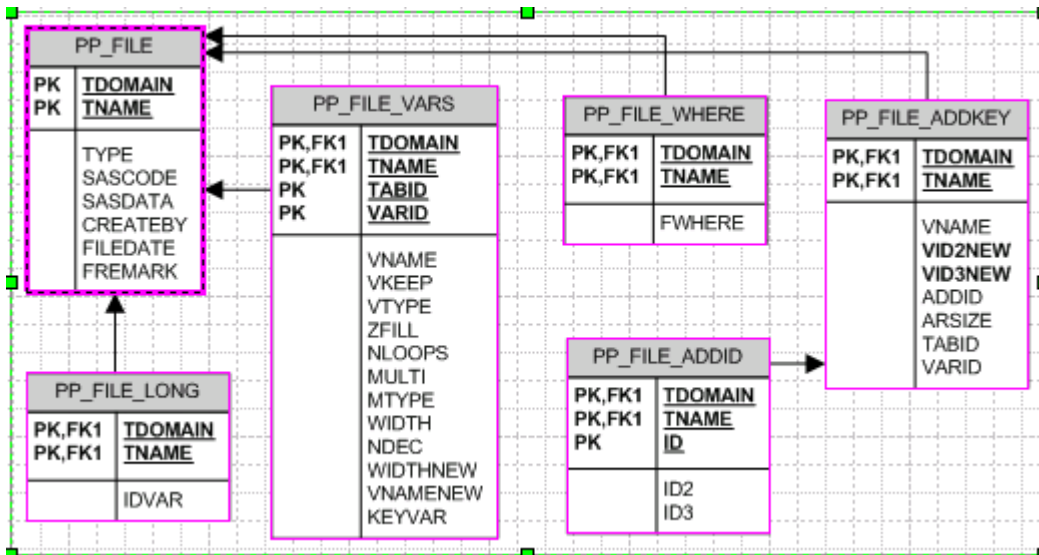 PP_FILE
PK TDOMAIN
PK TNAME
TYPE
SASCODE
SASDATA
CREATEBY
FILEDATE
FREMARK
PP_FILE_VARS
PK,FK1 TDOMAIN
PK,FK1 TNAME
PK TABID
PK VARID
VNAME
VKEEP
VTYPE
ZFILL
NLOOPS
MULTI
MTYPE
WIDTH
NDEC
WIDTHNEW
VNAMENEW
KEYVAR
PP_FILE_WHERE
PK,FK1 TDOMAIN
PK,FK1 TNAME
FWHERE
PP_FILE_ADDKEY
PK,FK1 TDOMAIN
PK,FK1 TNAME
VNAME
VID2NEW
VID3NEW
ADDID
ARSIZE
TABID
VARID
PP_FILE_LONG
PK,FK1 TDOMAIN
PK,FK1 TNAME
IDVAR
PP_FILE_ADDID
PK,FK1 TDOMAIN
PK,FK1 TNAME
PK ID
ID2
ID3